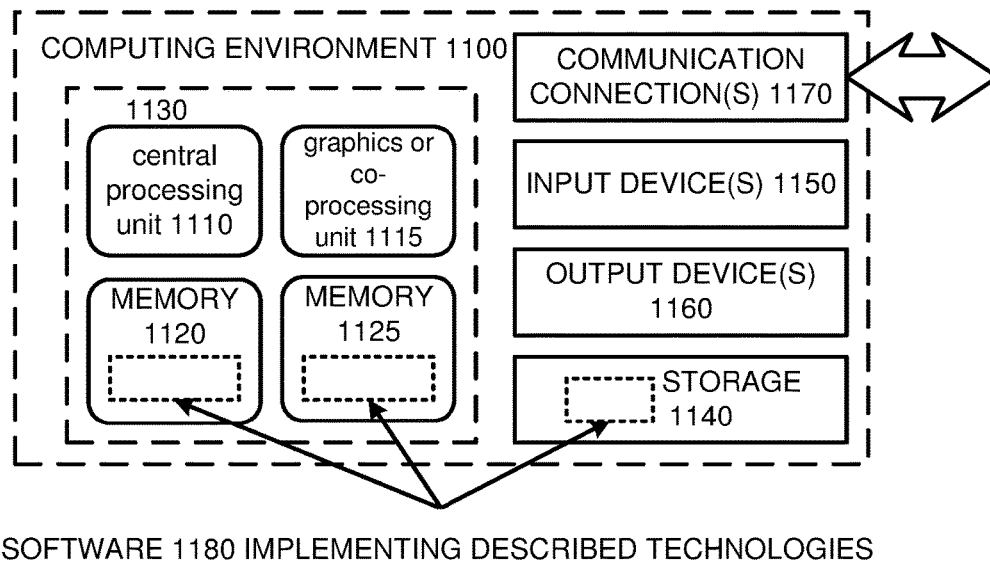 COMPUTING ENVIRONMENT 1100
1130
central
processing
unit 1110
graphics or
co-
processing
unit 1115
MEMORY
1120
MEMORY
1125
COMMUNICATION
CONNECTION(S) 1170
INPUT DEVICE(S) 1150
OUTPUT DEVICE(S)
1160
STORAGE
1140
SOFTWARE 1180 IMPLEMENTING DESCRIBED TECHNOLOGIES